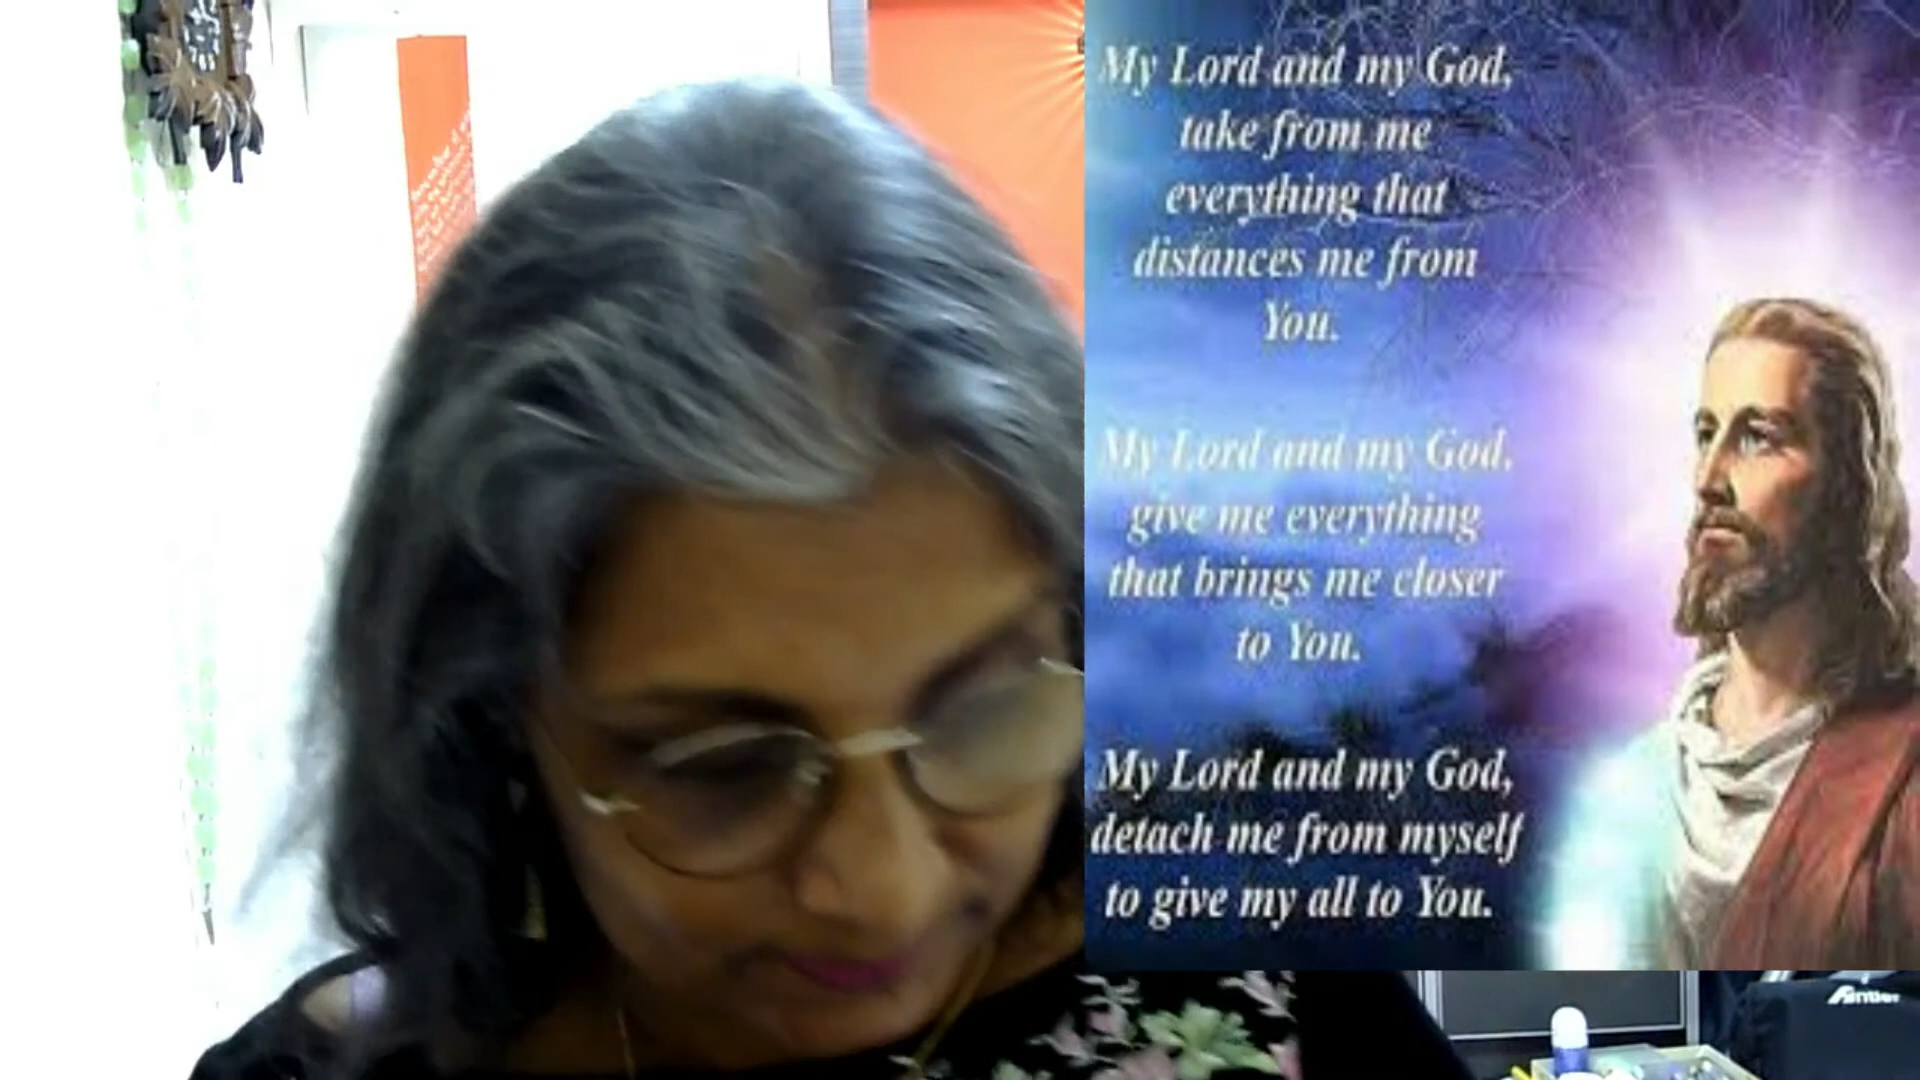 My Lord and my God,
take from me
everything that
distances me from
You.
My Lord and my God,
give me everything
that brings me closer
to You.
My Lord and my God,
detach me from myself
to give my all to You.